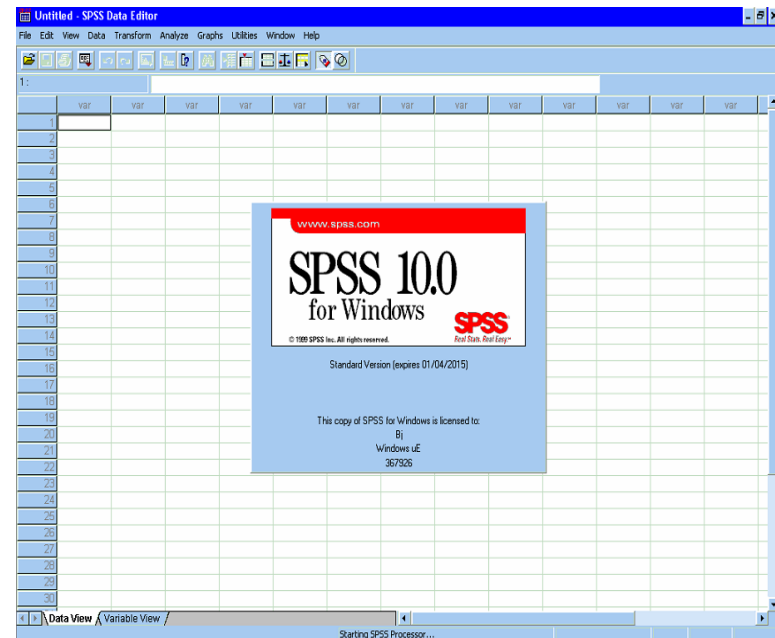 Untitled - SPSS Data Editor
File Edit View Data Transform Analyze Graphs Utilities Window Help
1 :
var var var var var var var var var var var var var
1
2
3
4
5
6
7
8
9
10
11
12
13
14
15
16
17
18
19
20
21
22
23
24
25
26
27
28
29
30
www.spss.com
SPSS 10.0
for Windows
SPSS
© 1999 SPSS Inc. All rights reserved.
Real Stats. Real Easy.™
Standard Version (expires 01/04/2015)
This copy of SPSS for Windows is licensed to:
Bj
Windows uE
367926
Data View Variable View
Starting SPSS Processor...